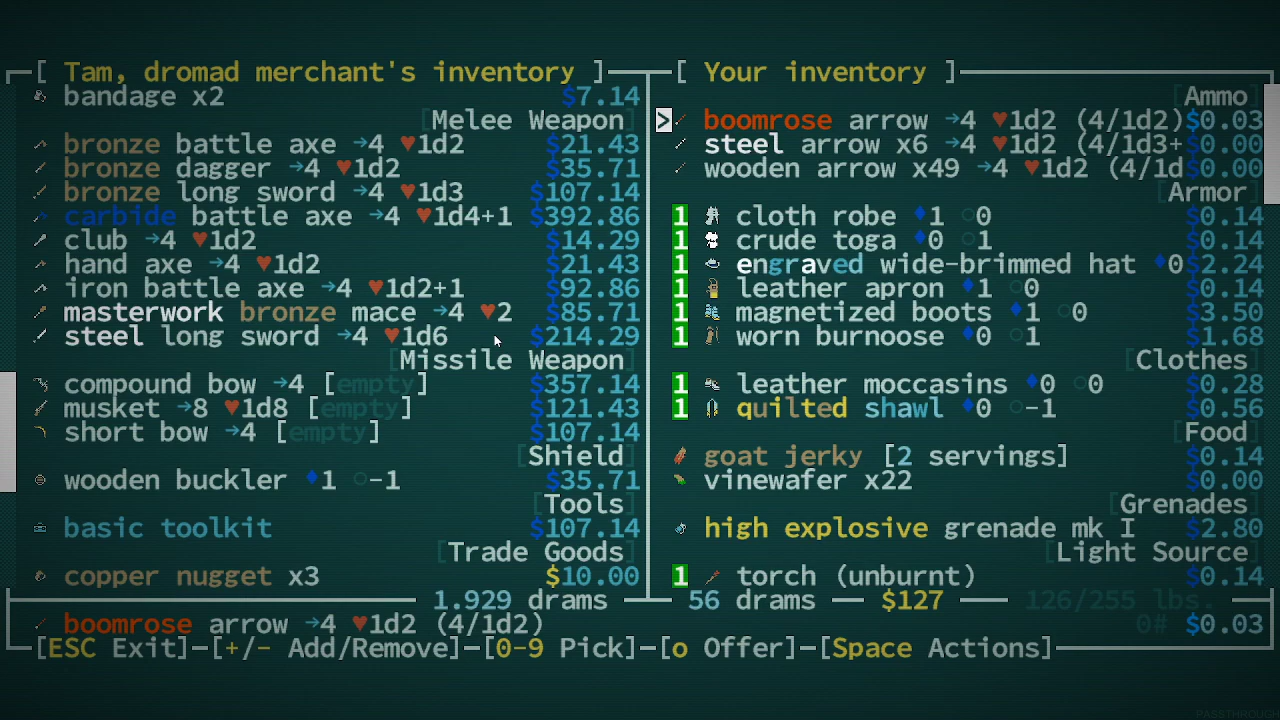 [ Tam, dromad merchant's inventory ]
bandage x2 $7.14
[Melee Weapon]
bronze battle axe →4 ♥1d2 $21.43
bronze dagger →4 ♥1d2 $35.71
bronze long sword →4 ♥1d3 $107.14
carbide battle axe →4 ♥1d4+1 $392.86
club →4 ♥1d2 $14.29
hand axe →4 ♥1d2 $21.43
iron battle axe →4 ♥1d2+1 $92.86
masterwork bronze mace →4 ♥2 $85.71
steel long sword →4 ♥1d6 $214.29
[Missile Weapon]
compound bow →4 [empty] $357.14
musket →8 ♥1d8 [empty] $121.43
short bow →4 [empty] $107.14
[Shield]
wooden buckler ♦1 ○-1 $35.71
[Tools]
basic toolkit $107.14
[Trade Goods]
copper nugget x3 $10.00
[ Your inventory ]
[Ammo]
> boomrose arrow →4 ♥1d2 (4/1d2) $0.03
steel arrow x6 →4 ♥1d2 (4/1d3+ $0.00
wooden arrow x49 →4 ♥1d2 (4/1d $0.00
[Armor]
1 cloth robe ♦1 ○0 $0.14
1 crude toga ♦0 ○1 $0.14
1 engraved wide-brimmed hat ♦0 $2.24
1 leather apron ♦1 ○0 $0.14
1 magnetized boots ♦1 ○0 $3.50
1 worn burnoose ♦0 ○1 $1.68
[Clothes]
1 leather moccasins ♦0 ○0 $0.28
1 quilted shawl ♦0 ○-1 $0.56
[Food]
goat jerky [2 servings] $0.14
vinewafer x22 $0.00
[Grenades]
high explosive grenade mk I $2.80
[Light Source]
1 torch (unburnt) $0.14
1.929 drams 56 drams — $127 126/255 lbs.
boomrose arrow →4 ♥1d2 (4/1d2) 0# $0.03
[ESC Exit]—[+/- Add/Remove]—[0-9 Pick]—[o Offer]—[Space Actions]